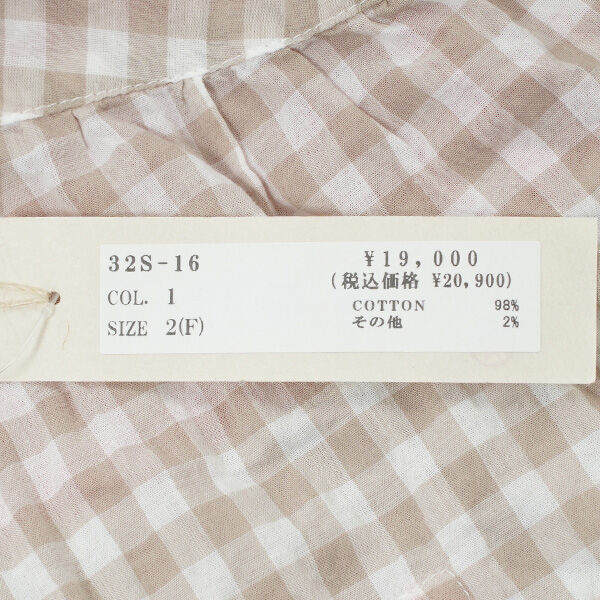 32S-16
COL. 1
SIZE 2(F)
¥19,000
(税込価格 ¥20,900)
COTTON 98%
その他 2%